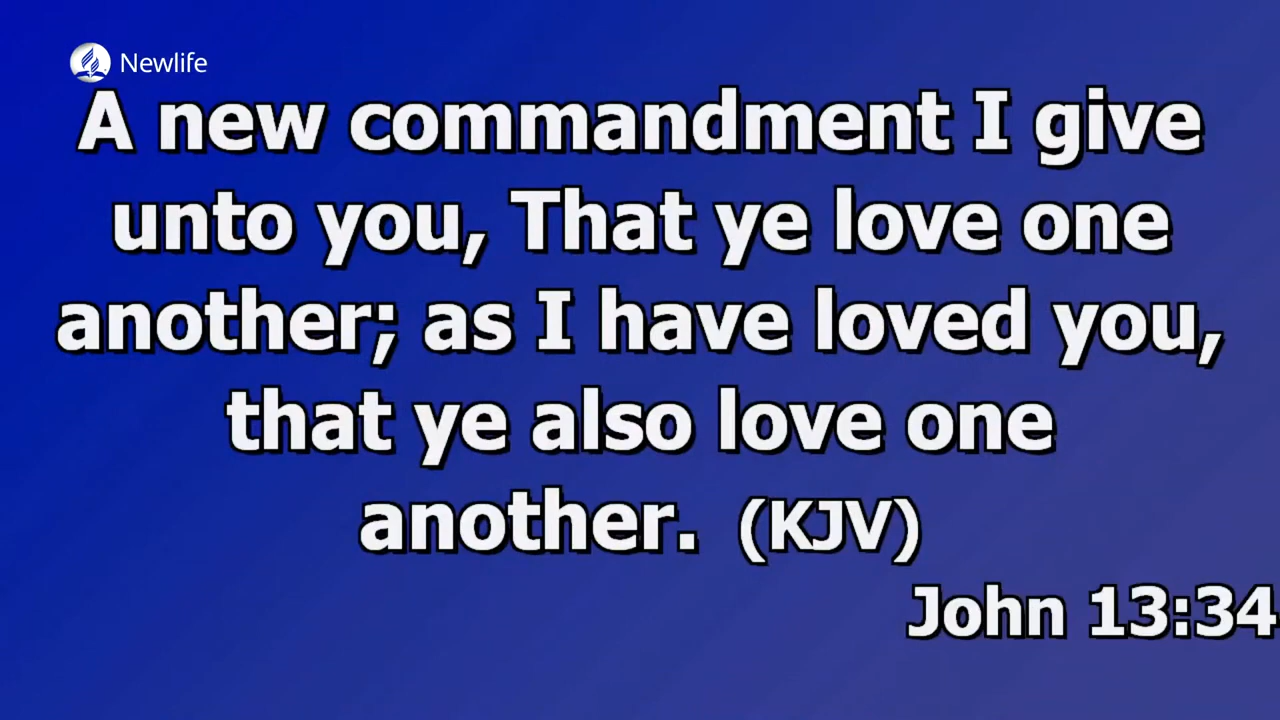 Newlife
A new commandment I give
unto you, That ye love one
another; as I have loved you,
that ye also love one
another. (KJV)
John 13:34